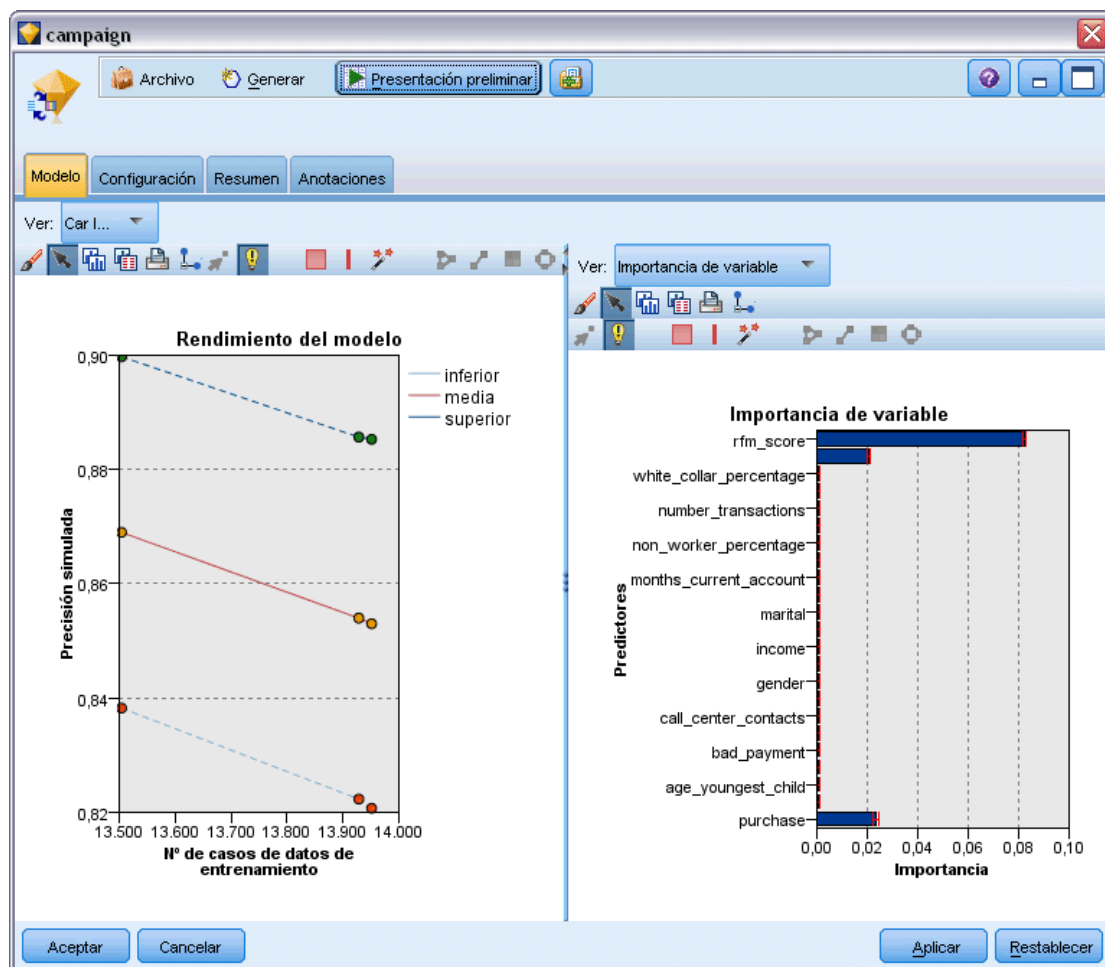 campaign
Archivo Generar Presentación preliminar
Modelo Configuración Resumen Anotaciones
Ver: Car l...
Rendimiento del modelo
0,90
0,88
0,86
0,84
0,82
Precisión simulada
13.500 13.600 13.700 13.800 13.900 14.000
Nº de casos de datos de
entrenamiento
inferior
media
superior
Ver: Importancia de variable
Importancia de variable
rfm_score
white_collar_percentage
number_transactions
non_worker_percentage
months_current_account
marital
income
gender
call_center_contacts
bad_payment
age_youngest_child
purchase
Predictores
0,00 0,02 0,04 0,06 0,08 0,10
Importancia
Aceptar Cancelar Aplicar Restablecer